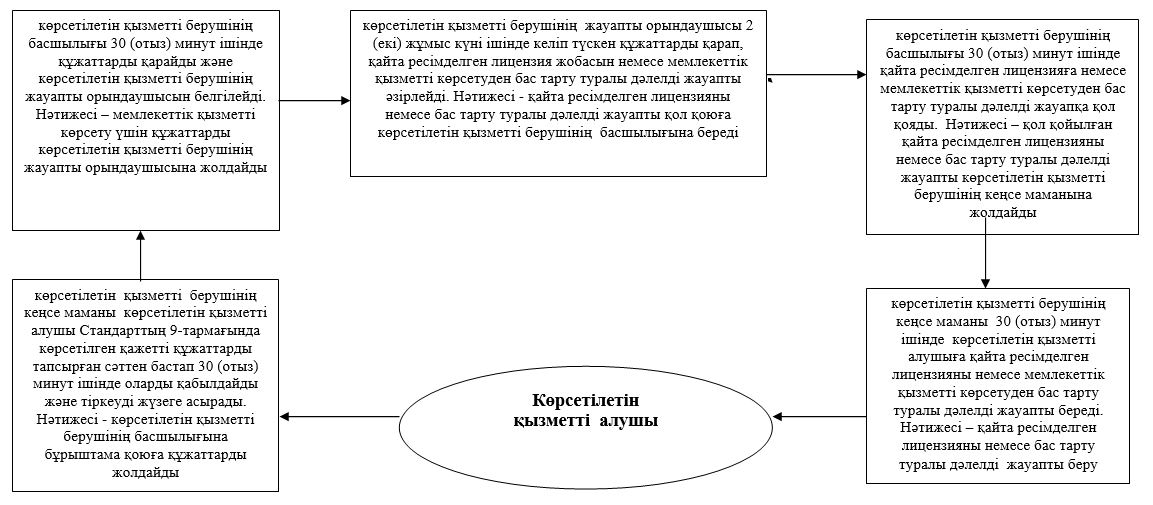 көрсетілетін қызметті берушінің
басшылығы 30 (отыз) минут ішінде
құжаттарды қарайды және
көрсетілетін қызметті берушінің
жауапты орындаушысын белгілейді.
Нәтижесі – мемлекеттік қызметті
көрсету үшін құжаттарды
көрсетілетін қызметті берушінің
жауапты орындаушысына жолдайды
көрсетілетін қызметті берушінің жауапты орындаушысы 2
(екі) жұмыс күні ішінде келіп түскен құжаттарды қарап,
қайта ресімделген лицензия жобасын немесе мемлекеттік
қызметті көрсетуден бас тарту туралы дәлелді жауапты
әзірлейді. Нәтижесі - қайта ресімделген лицензияны
немесе бас тарту туралы дәлелді жауапты қол қоюға
көрсетілетін қызметті берушінің басшылығына береді
көрсетілетін қызметті берушінің
басшылығы 30 (отыз) минут ішінде
қайта ресімделген лицензияға немесе
мемлекеттік қызметті көрсетуден бас
тарту туралы дәлелді жауапқа қол
қояды. Нәтижесі – қол қойылған
қайта ресімделген лицензияны
немесе бас тарту туралы дәлелді
жауапты көрсетілетін қызметті
берушінің кеңсе маманына
жолдайды
көрсетілетін қызметті берушінің
кеңсе маманы 30 (отыз) минут
ішінде көрсетілетін қызметті
алушыға қайта ресімделген
лицензияны немесе мемлекеттік
қызметті көрсетуден бас тарту
туралы дәлелді жауапты береді.
Нәтижесі – қайта ресімделген
лицензияны немесе бас тарту
туралы дәлелді жауапты беру
Көрсетілетін
қызметті алушы
көрсетілетін қызметті берушінің
кеңсе маманы көрсетілетін қызметті
алушы Стандарттың 9-тармағында
көрсетілген қажетті құжаттарды
тапсырған сәттен бастап 30 (отыз)
минут ішінде оларды қабылдайды
және тіркеуді жүзеге асырады.
Нәтижесі - көрсетілетін қызметті
берушінің басшылығына
бұрыштама қоюға құжаттарды
жолдайды